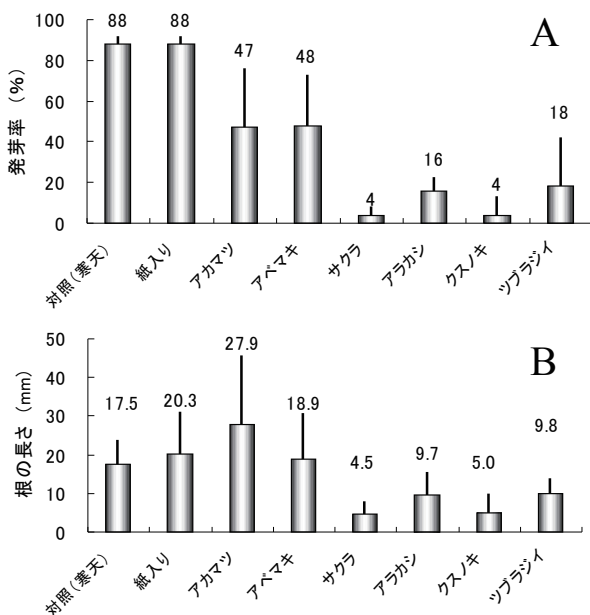 A
発芽率 (%)
100
80
60
40
20
0
88
88
47
48
4
16
4
18
対照(寒天)
紙入り
アカマツ
アベマキ
サクラ
アラカシ
クスノキ
ツブラジイ
B
根の長さ (mm)
50
40
30
20
10
0
17.5
20.3
27.9
18.9
4.5
9.7
5.0
9.8
対照(寒天)
紙入り
アカマツ
アベマキ
サクラ
アラカシ
クスノキ
ツブラジイ